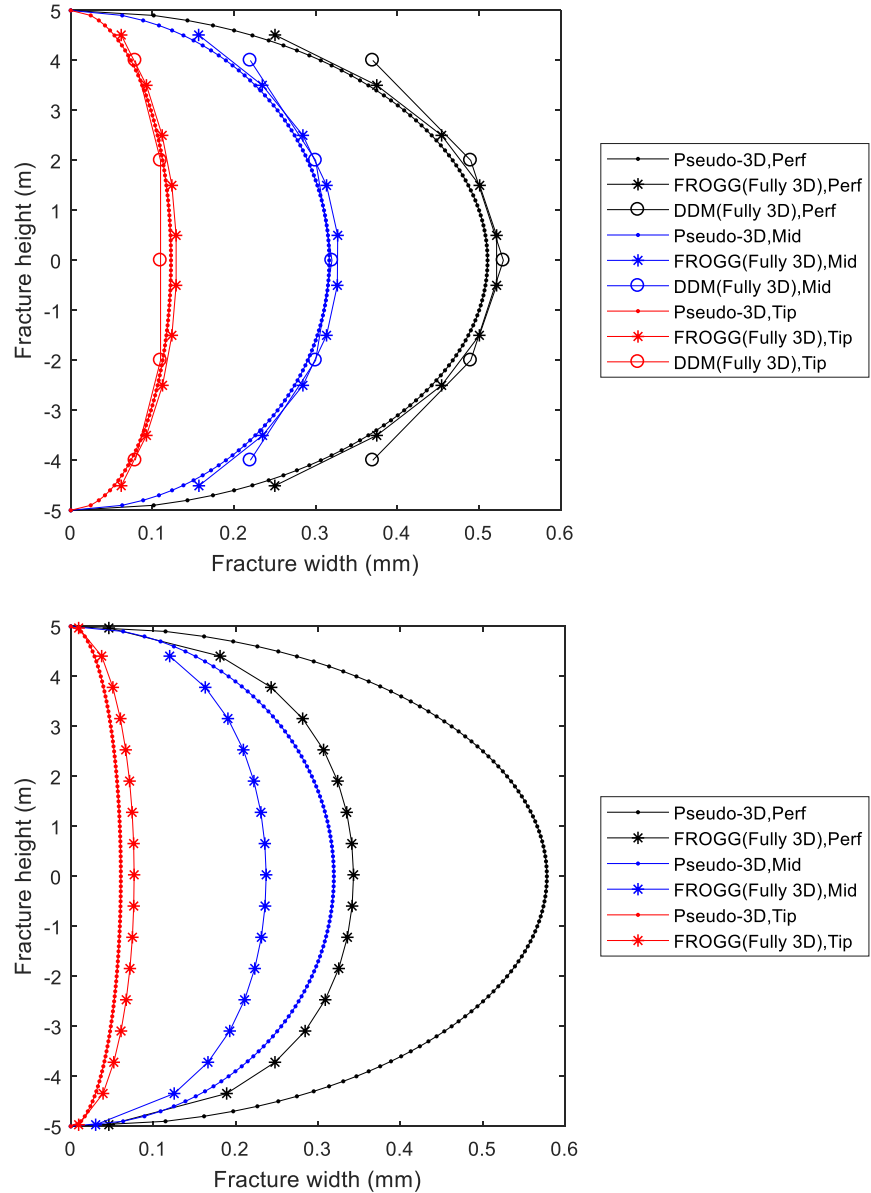 5
4
3
2
1
0
-1
-2
-3
-4
-5
Fracture height (m)
0
0.1
0.2
0.3
0.4
0.5
0.6
Fracture width (mm)
Pseudo-3D,Perf
FROGG(Fully 3D),Perf
DDM(Fully 3D),Perf
Pseudo-3D,Mid
FROGG(Fully 3D),Mid
DDM(Fully 3D),Mid
Pseudo-3D,Tip
FROGG(Fully 3D),Tip
DDM(Fully 3D),Tip
5
4
3
2
1
0
-1
-2
-3
-4
-5
Fracture height (m)
0
0.1
0.2
0.3
0.4
0.5
0.6
Fracture width (mm)
Pseudo-3D,Perf
FROGG(Fully 3D),Perf
Pseudo-3D,Mid
FROGG(Fully 3D),Mid
Pseudo-3D,Tip
FROGG(Fully 3D),Tip